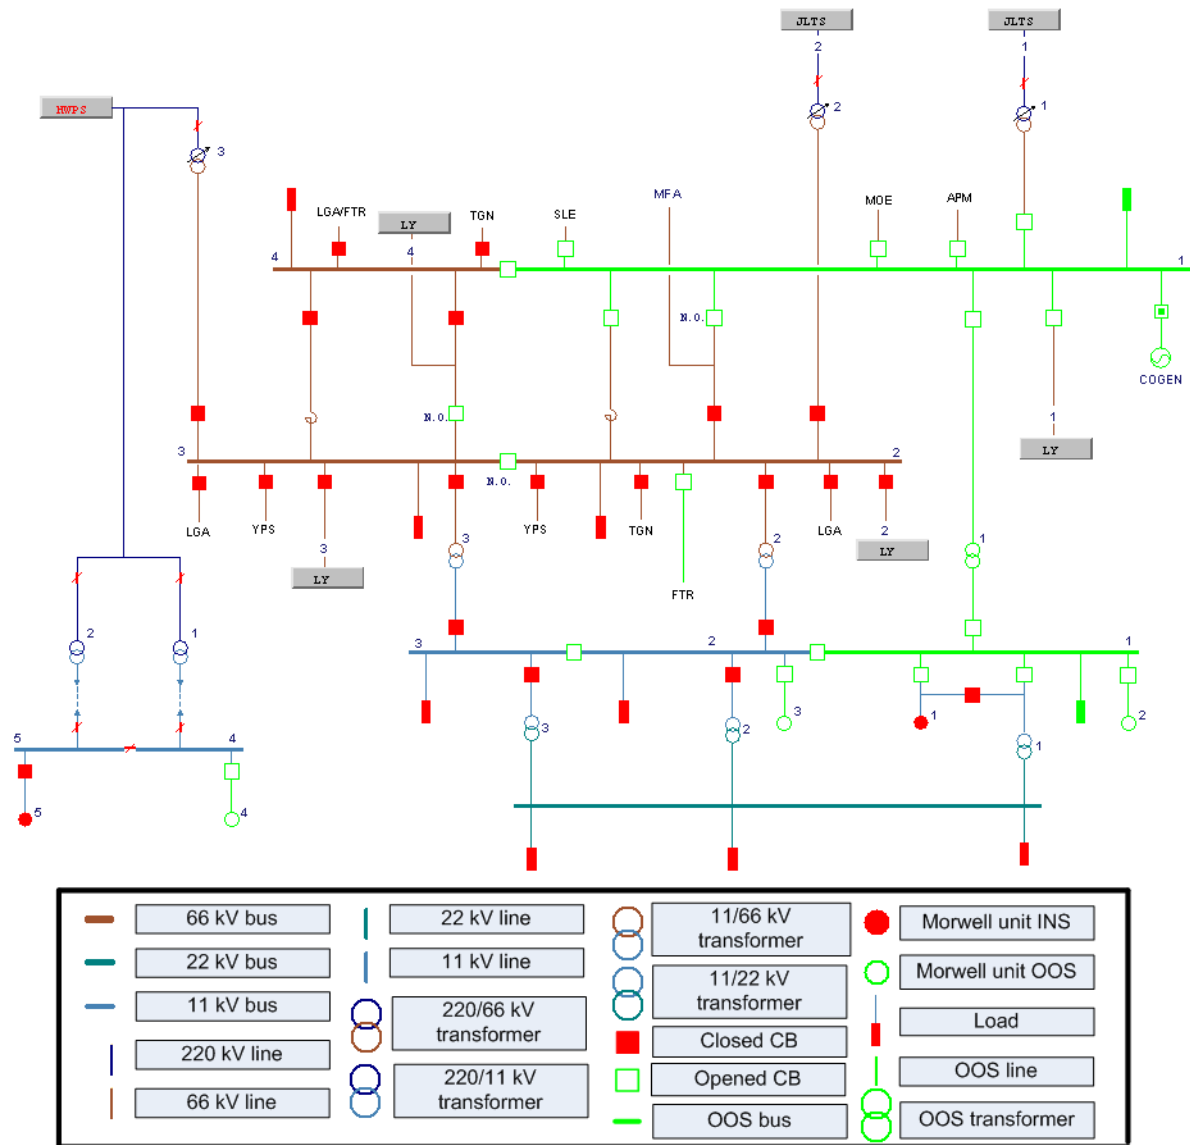 JLTS
JLTS
2
1
HWPS
2
1
3
MFA
MOE
APM
LGA/FTR
LY
TGN
SLE
4
4
1
N.O.
COGEN
N.O.
1
LY
3
N.O.
2
LGA
YPS
3
LY
YPS
TGN
FTR
LGA
2
LY
3
2
1
2
1
3
2
1
3
2
3
1
2
1
5
4
5
4
66 kV bus
22 kV bus
11 kV bus
220 kV line
66 kV line
22 kV line
11 kV line
220/66 kV
transformer
220/11 kV
transformer
11/66 kV
transformer
11/22 kV
transformer
Closed CB
Opened CB
OOS bus
Morwell unit INS
Morwell unit OOS
Load
OOS line
OOS transformer